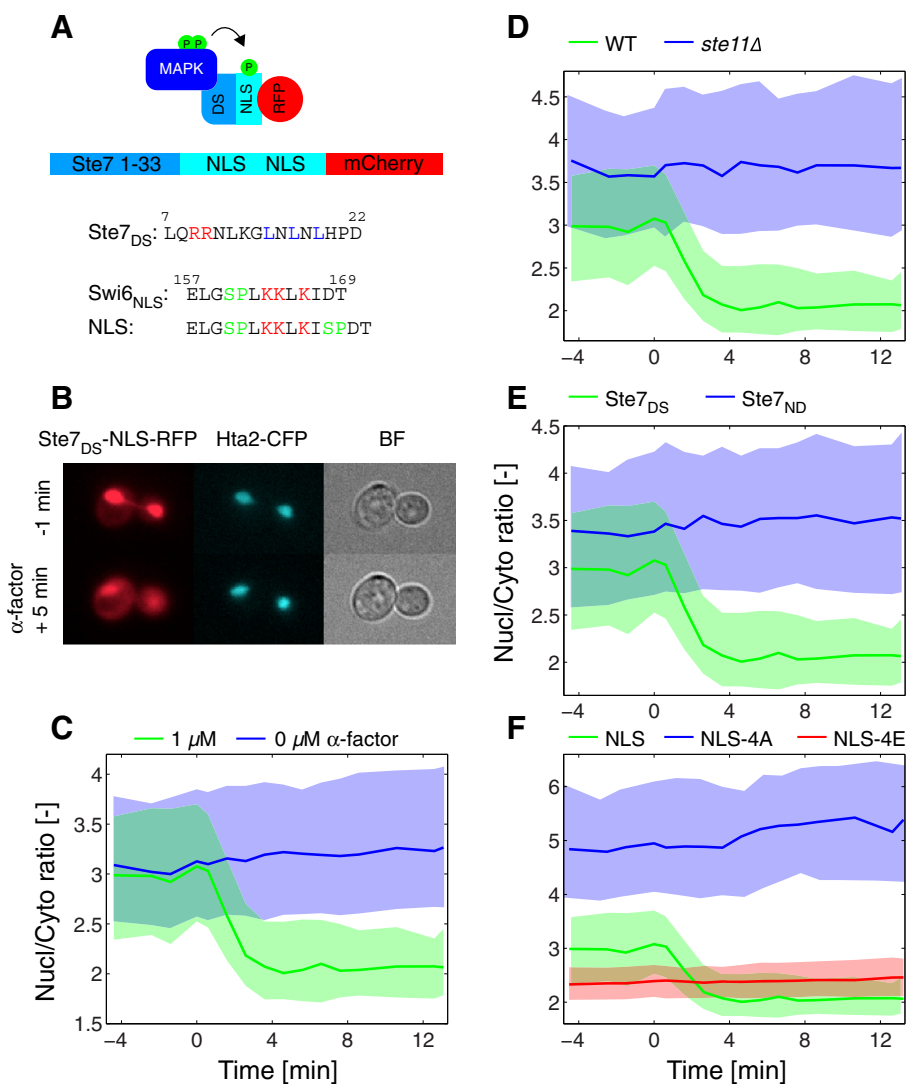 A
P P
P
MAPK
DS
NLS
RFP
Ste7 1-33 NLS NLS mCherry
7 22
Ste7DS: LQRRNLKGLNLNLHPD
157 169
Swi6NLS: ELGSPLKKLKIDT
NLS: ELGSPLKKLKISPDT
B
Ste7DS-NLS-RFP Hta2-CFP BF
-1 min
α-factor
+ 5 min
C
1 µM 0 µM α-factor
Nucl/Cyto ratio [-]
4
3.5
3
2.5
2
1.5
−4 0 4 8 12
Time [min]
D
WT ste11Δ
4.5
4
3.5
3
2.5
2
−4 0 4 8 12
E
Ste7DS Ste7ND
Nucl/Cyto ratio [-]
4.5
4
3.5
3
2.5
2
−4 0 4 8 12
F
NLS NLS-4A NLS-4E
6
5
4
3
2
−4 0 4 8 12
Time [min]